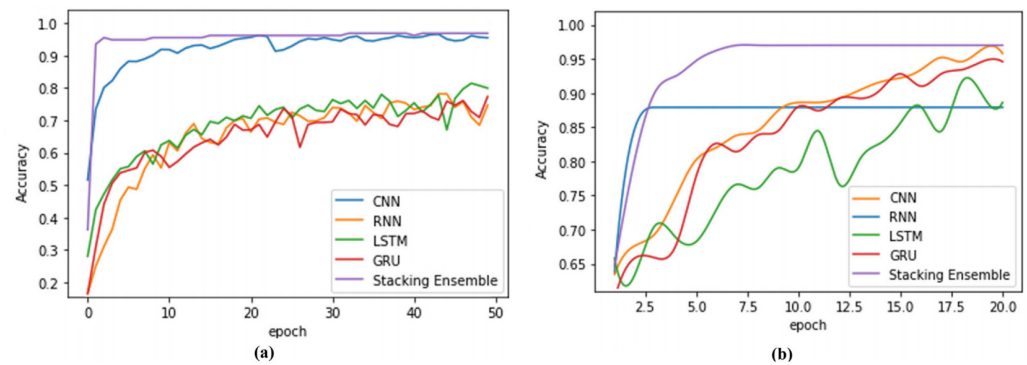 1.0
0.9
0.8
0.7
0.6
0.5
0.4
0.3
0.2
Accuracy
0 10 20 30 40 50
epoch
CNN
RNN
LSTM
GRU
Stacking Ensemble
(a)
1.00
0.95
0.90
0.85
0.80
0.75
0.70
0.65
Accuracy
2.5 5.0 7.5 10.0 12.5 15.0 17.5 20.0
epoch
CNN
RNN
LSTM
GRU
Stacking Ensemble
(b)